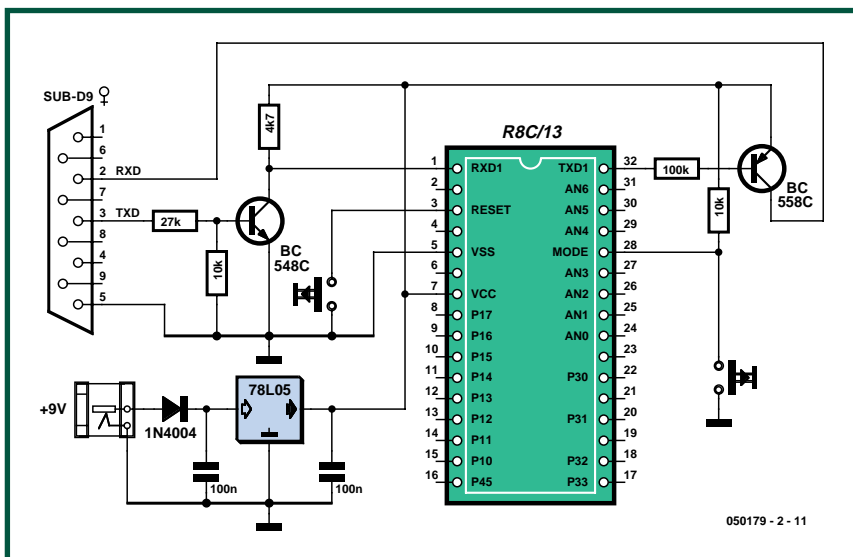 SUB-D9
1
6
2 RXD
7
3 TXD
8
4
9
5
27k
10k
4k7
BC
548C
R8C/13
1 RXD1
2
3 RESET
4
5 VSS
6
7 VCC
8 P17
9 P16
10 P15
11 P14
12 P13
13 P12
14 P11
15 P10
16 P45
TXD1 32
AN6 31
AN5 30
AN4 29
MODE 28
AN3 27
AN2 26
AN1 25
AN0 24
23
P30 22
21
P31 20
19
P32 18
P33 17
100k
10k
BC
558C
+9V
1N4004
78L05
100n
100n
050179 - 2 - 11